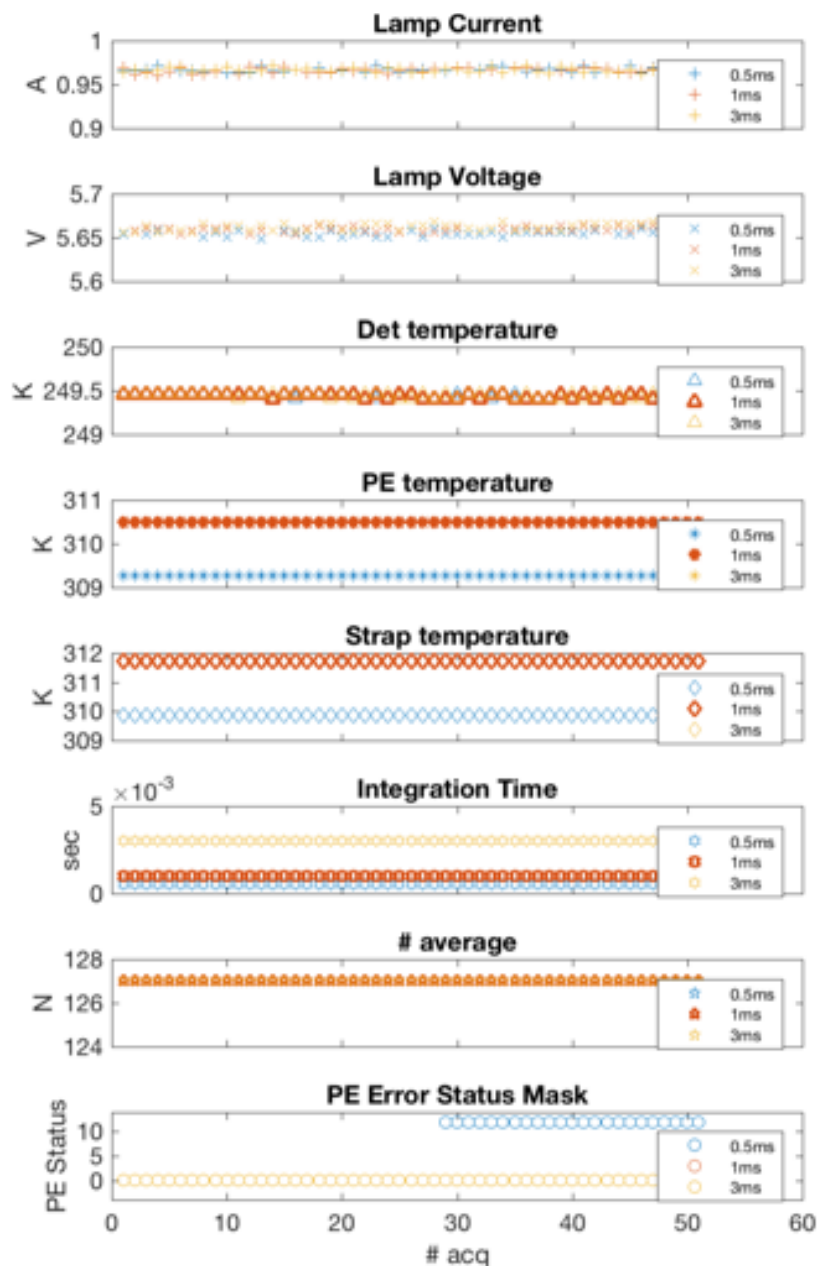 Lamp Current
1
0.95
0.9
A
0.5ms
1ms
3ms
Lamp Voltage
5.7
5.65
5.6
V
0.5ms
1ms
3ms
Det temperature
250
249.5
249
K
0.5ms
1ms
3ms
PE temperature
311
310
309
K
0.5ms
1ms
3ms
Strap temperature
312
311
310
309
K
0.5ms
1ms
3ms
Integration Time
×10⁻³
5
0
sec
0.5ms
1ms
3ms
# average
128
126
124
N
0.5ms
1ms
3ms
PE Error Status Mask
10
5
0
PE Status
0.5ms
1ms
3ms
0 10 20 30 40 50 60
# acq